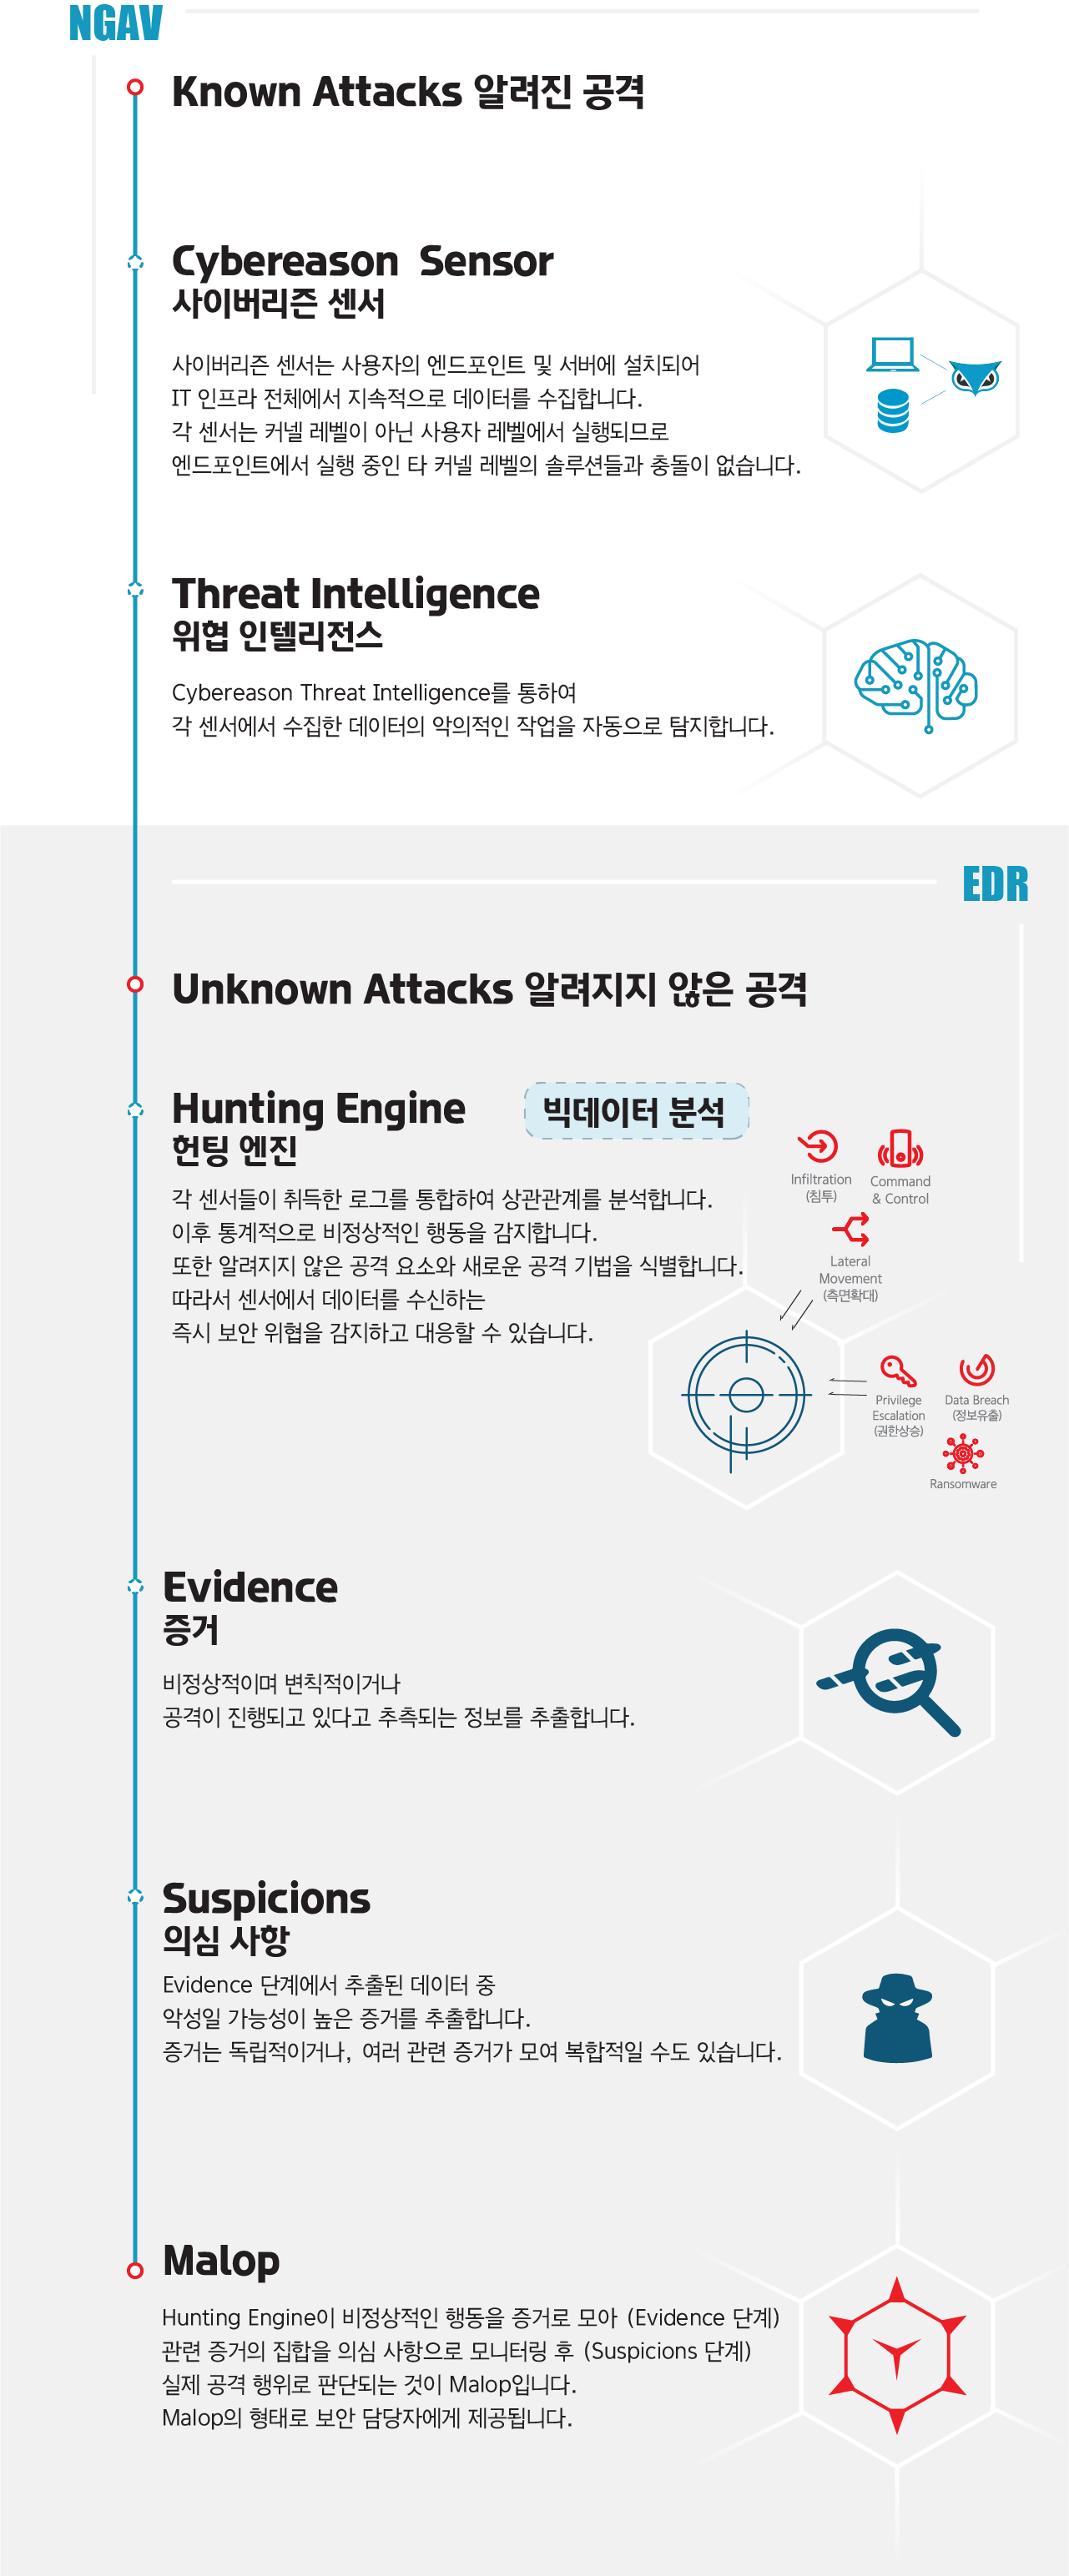 NGAV
Known Attacks 알려진 공격
Cybereason Sensor
사이버리즌 센서
사이버리즌 센서는 사용자의 엔드포인트 및 서버에 설치되어
IT 인프라 전체에서 지속적으로 데이터를 수집합니다.
각 센서는 커넬 레벨이 아닌 사용자 레벨에서 실행되므로
엔드포인트에서 실행 중인 타 커넬 레벨의 솔루션들과 충돌이 없습니다.
Threat Intelligence
위협 인텔리전스
Cybereason Threat Intelligence를 통하여
각 센서에서 수집한 데이터의 악의적인 작업을 자동으로 탐지합니다.
EDR
Unknown Attacks 알려지지 않은 공격
Hunting Engine
빅데이터 분석
헌팅 엔진
각 센서들이 취득한 로그를 통합하여 상관관계를 분석합니다.
이후 통계적으로 비정상적인 행동을 감지합니다.
또한 알려지지 않은 공격 요소와 새로운 공격 기법을 식별합니다.
따라서 센서에서 데이터를 수신하는
즉시 보안 위협을 감지하고 대응할 수 있습니다.
Infiltration
(침투)
Command
& Control
Lateral
Movement
(측면확대)
Privilege
Escalation
(권한상승)
Data Breach
(정보유출)
Ransomware
Evidence
증거
비정상적이며 변칙적이거나
공격이 진행되고 있다고 추측되는 정보를 추출합니다.
Suspicions
의심 사항
Evidence 단계에서 추출된 데이터 중
악성일 가능성이 높은 증거를 추출합니다.
증거는 독립적이거나, 여러 관련 증거가 모여 복합적일 수도 있습니다.
Malop
Hunting Engine이 비정상적인 행동을 증거로 모아 (Evidence 단계)
관련 증거의 집합을 의심 사항으로 모니터링 후 (Suspicions 단계)
실제 공격 행위로 판단되는 것이 Malop입니다.
Malop의 형태로 보안 담당자에게 제공됩니다.